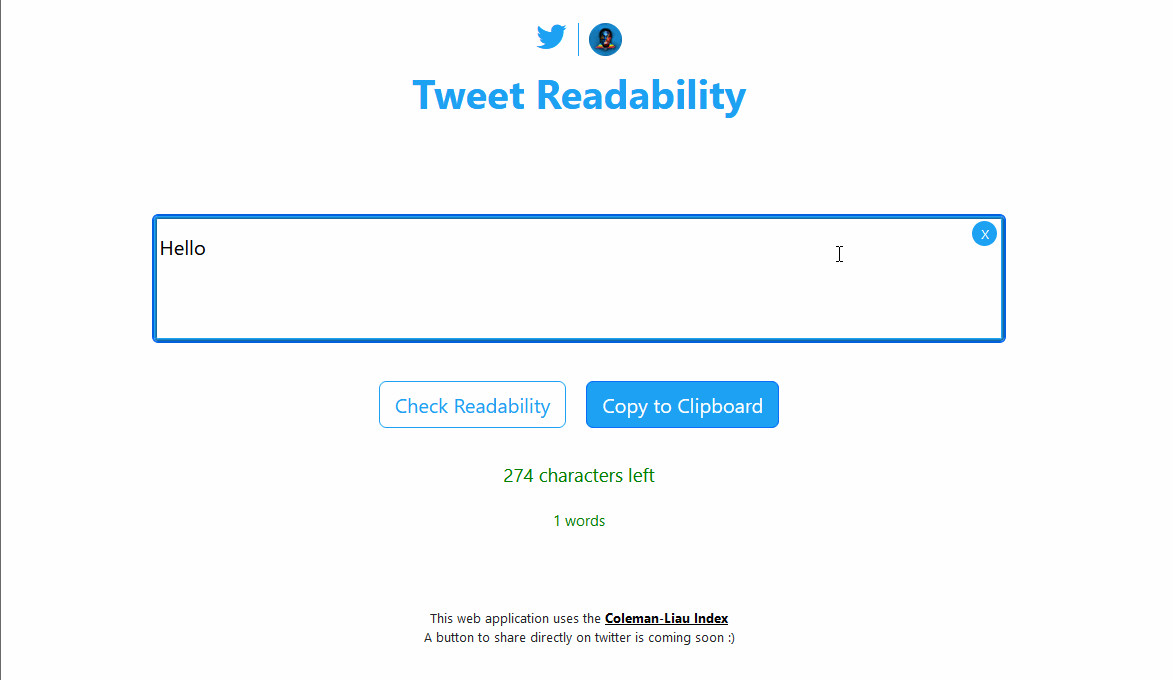 Tweet Readability
Hello
X
Check Readability
Copy to Clipboard
274 characters left
1 words
This web application uses the Coleman-Liau Index
A button to share directly on twitter is coming soon :)